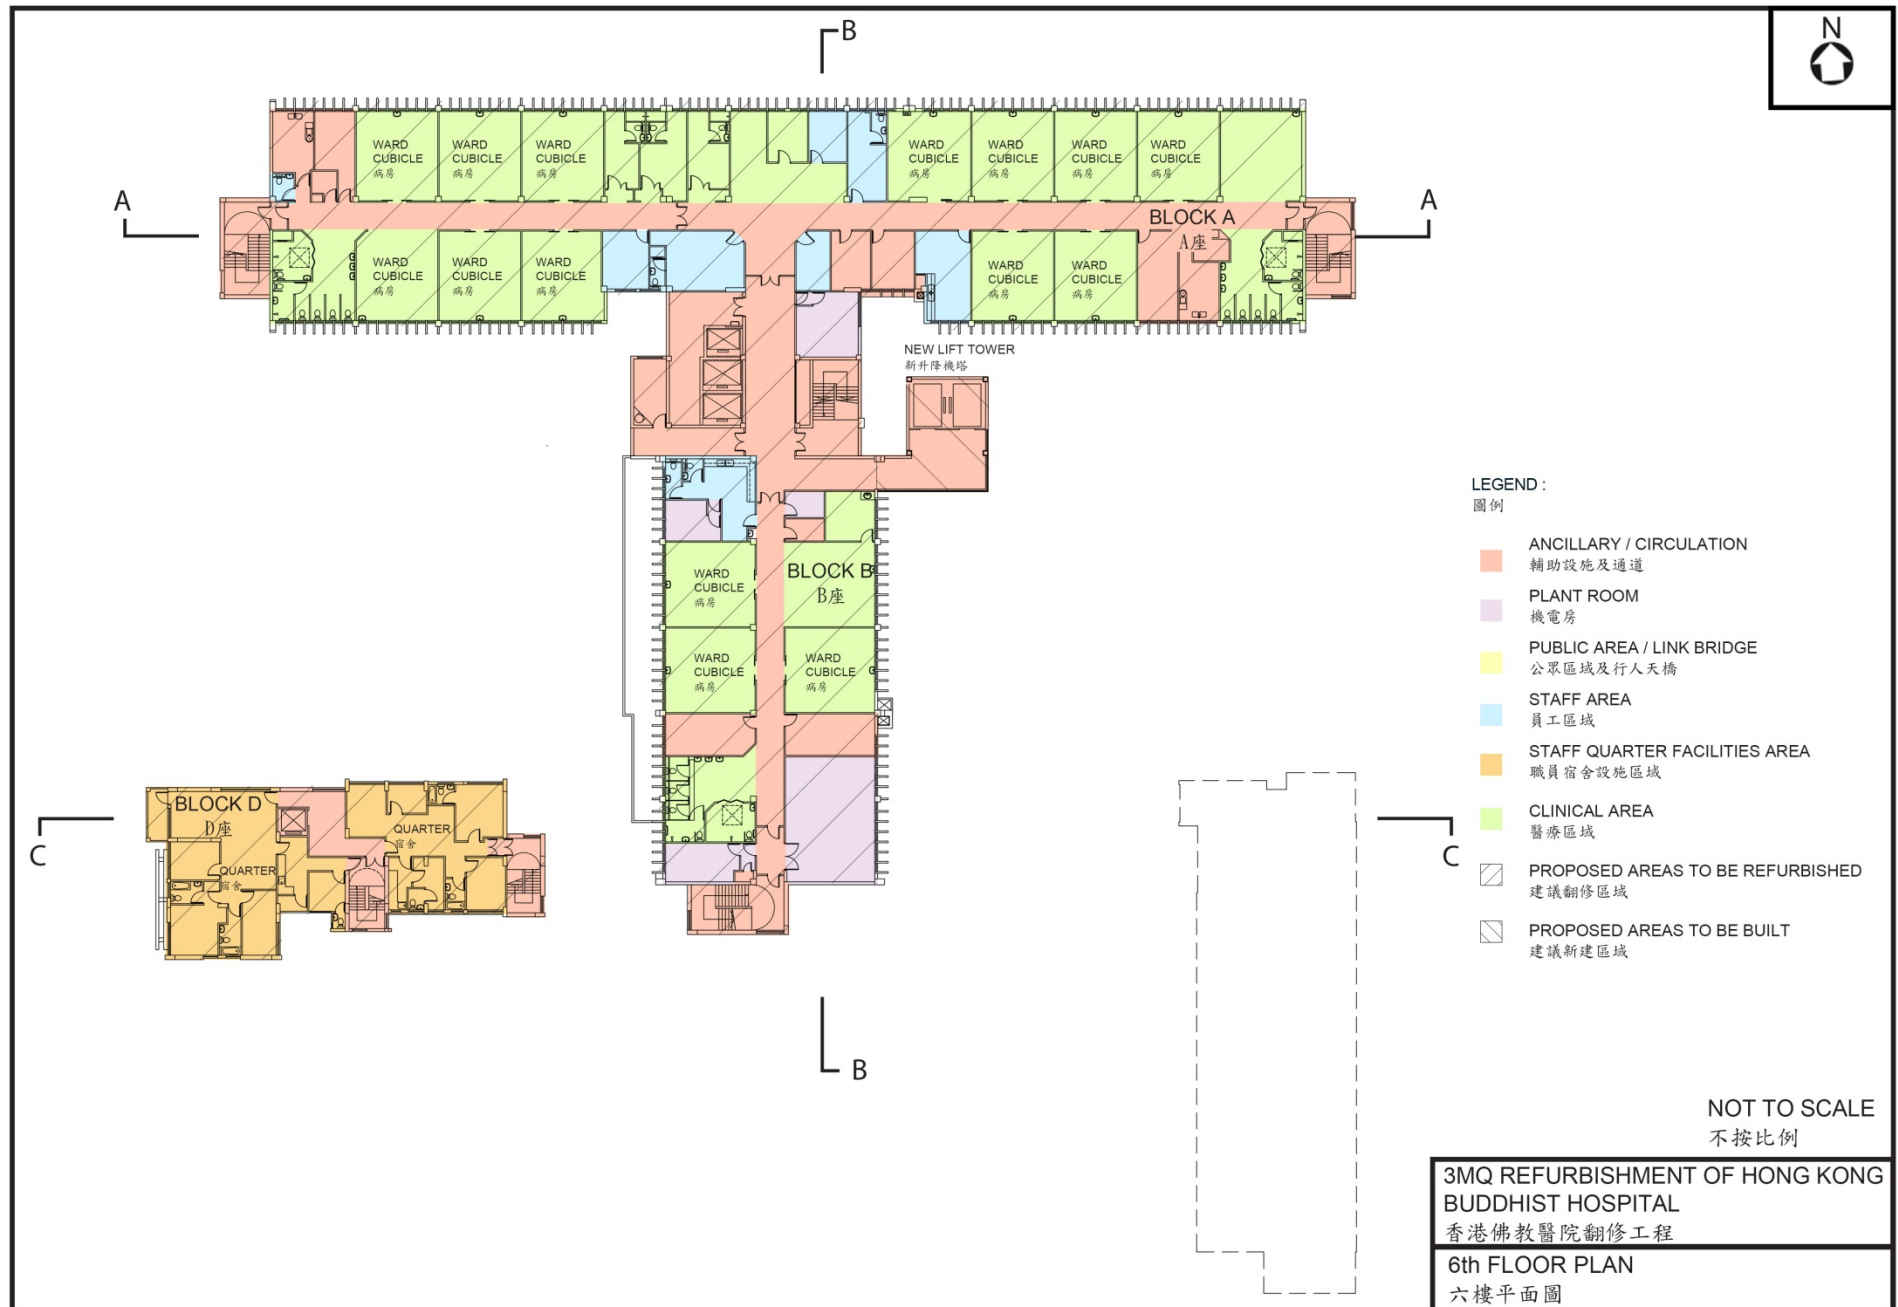 B
N
WARD
CUBICLE
病房
WARD
CUBICLE
病房
WARD
CUBICLE
病房
WARD
CUBICLE
病房
WARD
CUBICLE
病房
WARD
CUBICLE
病房
WARD
CUBICLE
病房
A
A
BLOCK A
A座
WARD
CUBICLE
病房
WARD
CUBICLE
病房
WARD
CUBICLE
病房
WARD
CUBICLE
病房
WARD
CUBICLE
病房
NEW LIFT TOWER
新升降機塔
WARD
CUBICLE
病房
BLOCK B
B座
WARD
CUBICLE
病房
WARD
CUBICLE
病房
LEGEND :
圖例
ANCILLARY / CIRCULATION
輔助設施及通道
PLANT ROOM
機電房
PUBLIC AREA / LINK BRIDGE
公眾區域及行人天橋
STAFF AREA
員工區域
STAFF QUARTER FACILITIES AREA
職員宿舍設施區域
CLINICAL AREA
醫療區域
PROPOSED AREAS TO BE REFURBISHED
建議翻修區域
PROPOSED AREAS TO BE BUILT
建議新建區域
BLOCK D
D座
QUARTER
宿舍
QUARTER
宿舍
C
C
B
NOT TO SCALE
不按比例
3MQ REFURBISHMENT OF HONG KONG
BUDDHIST HOSPITAL
香港佛教醫院翻修工程
6th FLOOR PLAN
六樓平面圖